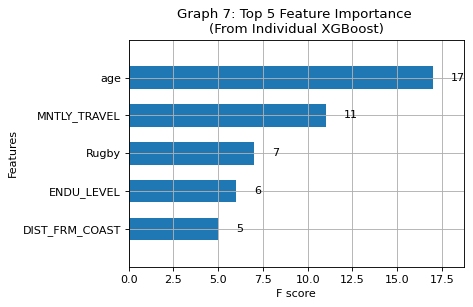 Graph 7: Top 5 Feature Importance
(From Individual XGBoost)
Features
age
17
MNTLY_TRAVEL
11
Rugby
7
ENDU_LEVEL
6
DIST_FRM_COAST
5
0.0 2.5 5.0 7.5 10.0 12.5 15.0 17.5
F score